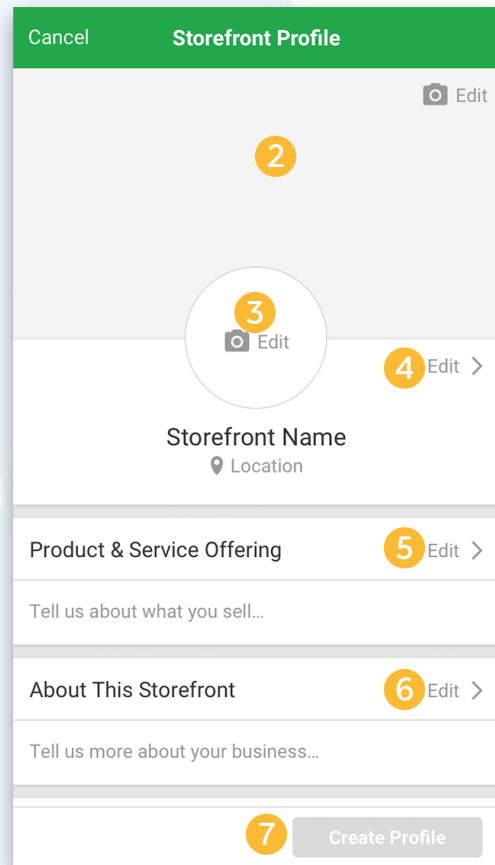 Cancel Storefront Profile
Edit
2
3
Edit
4 Edit
Storefront Name
Location
Product & Service Offering 5 Edit
Tell us about what you sell...
About This Storefront 6 Edit
Tell us more about your business...
7 Create Profile